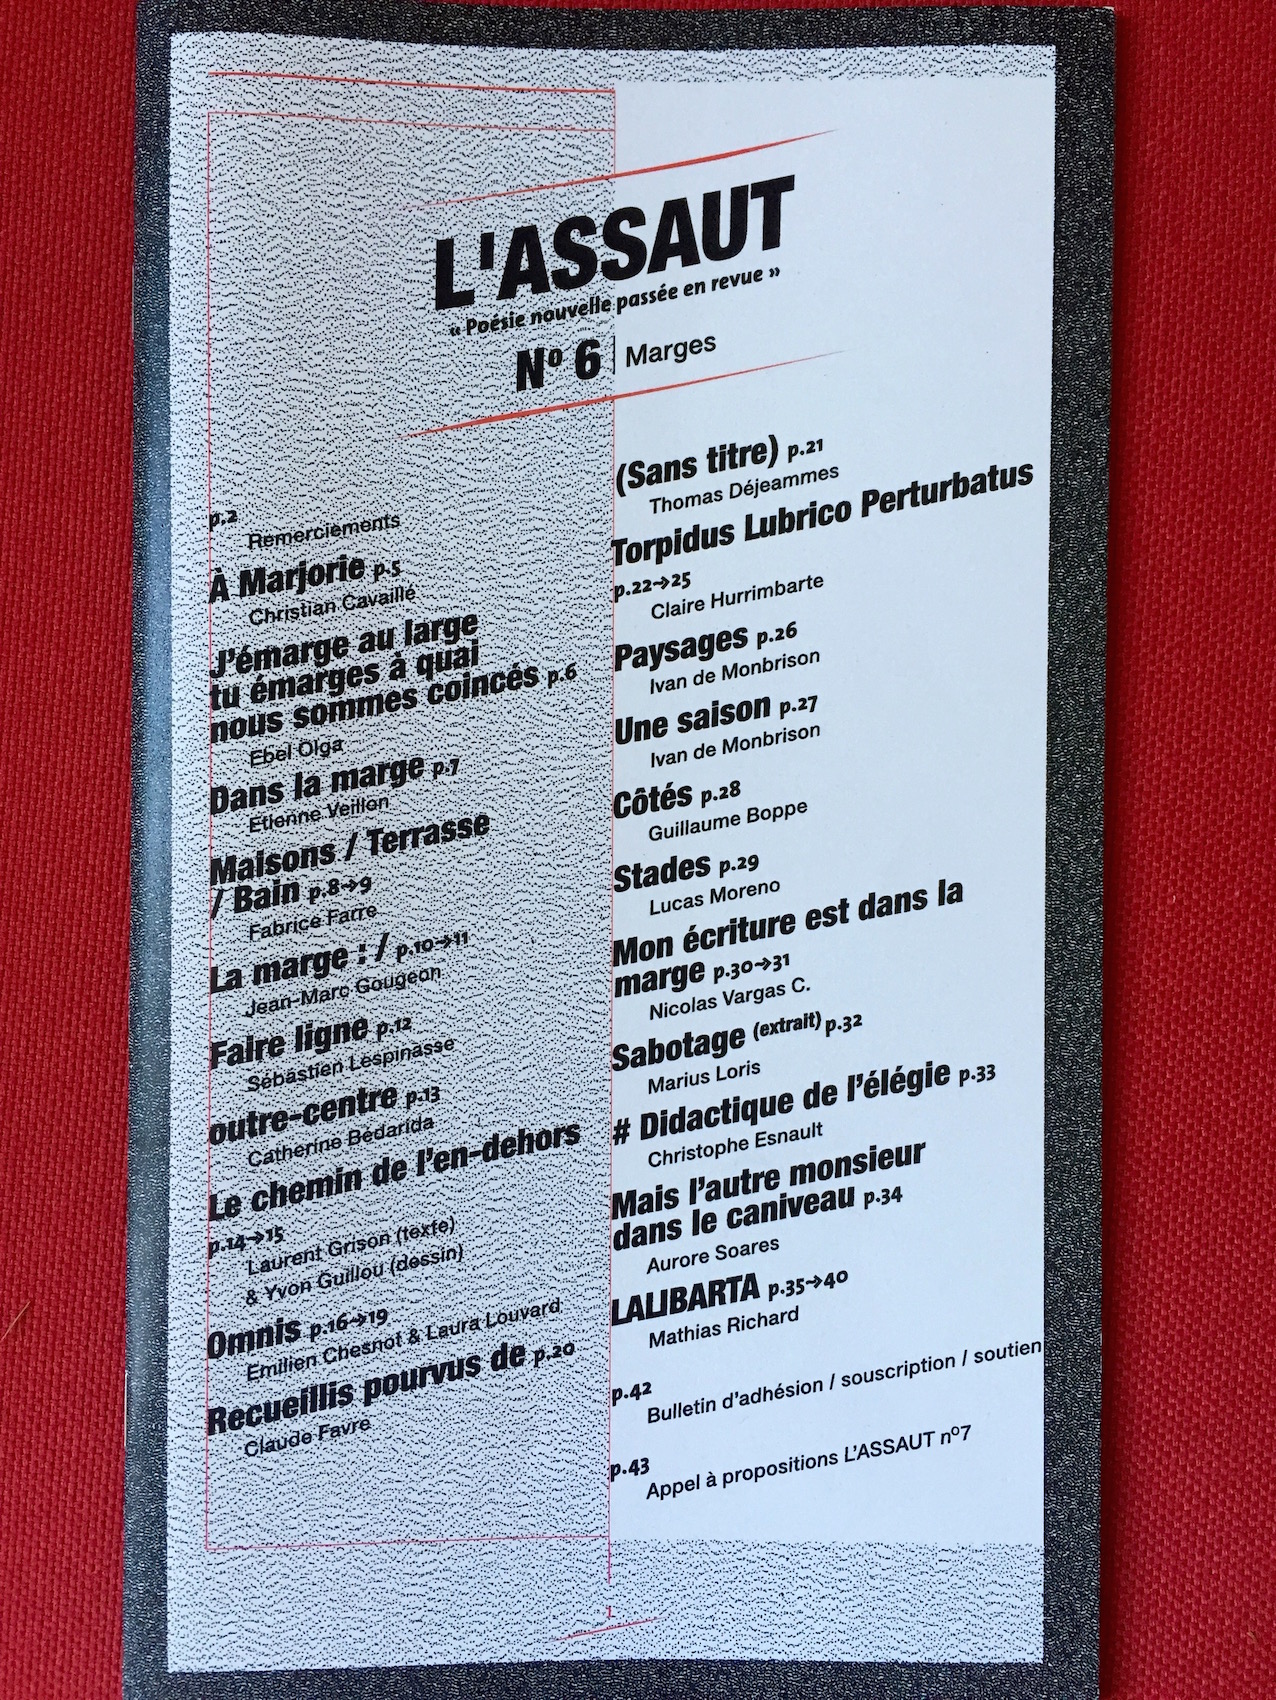 L'ASSAUT
« Poésie nouvelle passée en revue »
Nº 6 | Marges
p.2
Remerciements
À Marjorie p.5
Christian Cavaillé
J'émarge au large
tu émarges à quai
nous sommes coincés p.6
Ebel Olga
Dans la marge p.7
Etienne Veillon
Maisons / Terrasse
/ Bain p.8→9
Fabrice Farre
La marge : / p.10→11
Jean-Marc Gougeon
Faire ligne p.12
Sébastien Lespinasse
outre-centre p.13
Catherine Bédarida
Le chemin de l'en-dehors
p.14→15
Laurent Grison (texte)
& Yvon Guillou (dessin)
Omnis p.16→19
Emilien Chesnot & Laura Louvard
Recueillis pourvus de p.20
Claude Favre
(Sans titre) p.21
Thomas Déjeammes
Torpidus Lubrico Perturbatus
p.22→25
Claire Hurrimbarte
Paysages p.26
Ivan de Monbrison
Une saison p.27
Ivan de Monbrison
Côtés p.28
Guillaume Boppe
Stades p.29
Lucas Moreno
Mon écriture est dans la
marge p.30→31
Nicolas Vargas C.
Sabotage (extrait) p.32
Marius Loris
# Didactique de l'élégie p.33
Christophe Esnault
Mais l'autre monsieur
dans le caniveau p.34
Aurore Soares
LALIBARTA p.35→40
Mathias Richard
p.42
Bulletin d'adhésion / souscription / soutien
p.43
Appel à propositions L'ASSAUT nº7
1